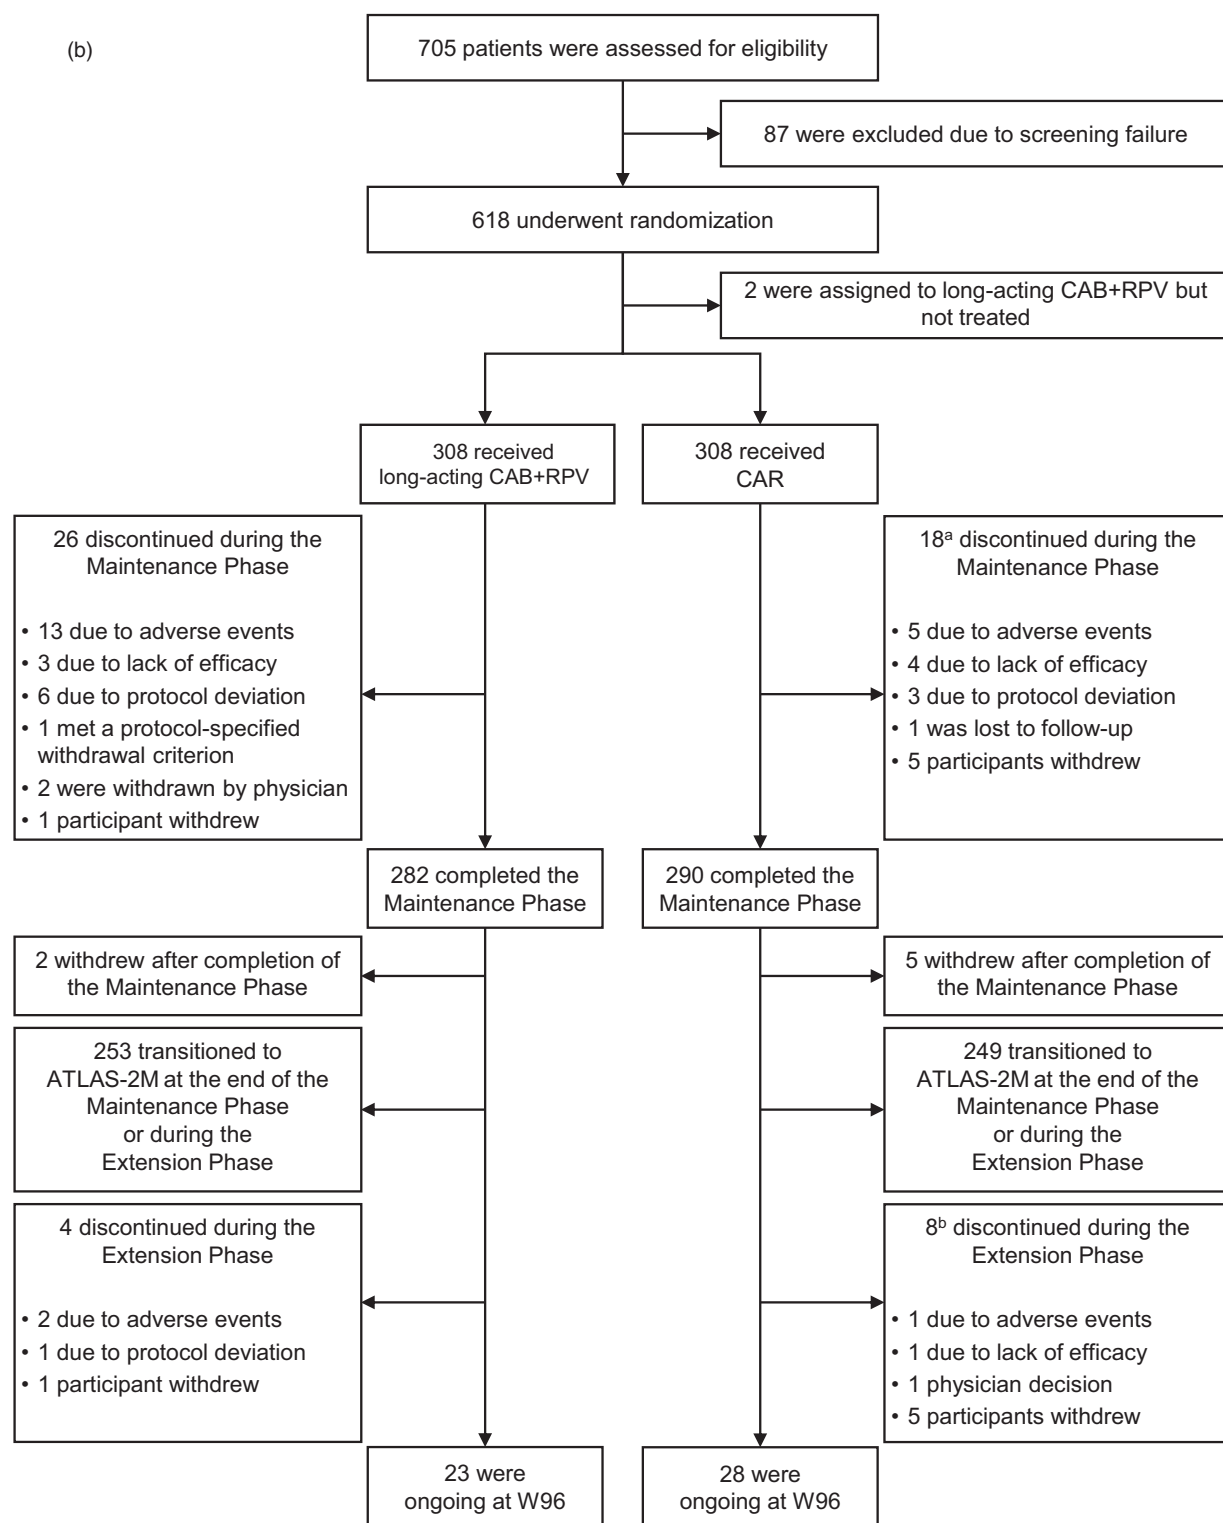 (b)
705 patients were assessed for eligibility
87 were excluded due to screening failure
618 underwent randomization
2 were assigned to long-acting CAB+RPV but
not treated
308 received
long-acting CAB+RPV
308 received
CAR
26 discontinued during the
Maintenance Phase
• 13 due to adverse events
• 3 due to lack of efficacy
• 6 due to protocol deviation
• 1 met a protocol-specified
withdrawal criterion
• 2 were withdrawn by physician
• 1 participant withdrew
18ᵃ discontinued during the
Maintenance Phase
• 5 due to adverse events
• 4 due to lack of efficacy
• 3 due to protocol deviation
• 1 was lost to follow-up
• 5 participants withdrew
282 completed the
Maintenance Phase
290 completed the
Maintenance Phase
2 withdrew after completion of
the Maintenance Phase
5 withdrew after completion of
the Maintenance Phase
253 transitioned to
ATLAS-2M at the end of the
Maintenance Phase
or during the
Extension Phase
249 transitioned to
ATLAS-2M at the end of the
Maintenance Phase
or during the
Extension Phase
4 discontinued during the
Extension Phase
• 2 due to adverse events
• 1 due to protocol deviation
• 1 participant withdrew
8ᵇ discontinued during the
Extension Phase
• 1 due to adverse events
• 1 due to lack of efficacy
• 1 physician decision
• 5 participants withdrew
23 were
ongoing at W96
28 were
ongoing at W96